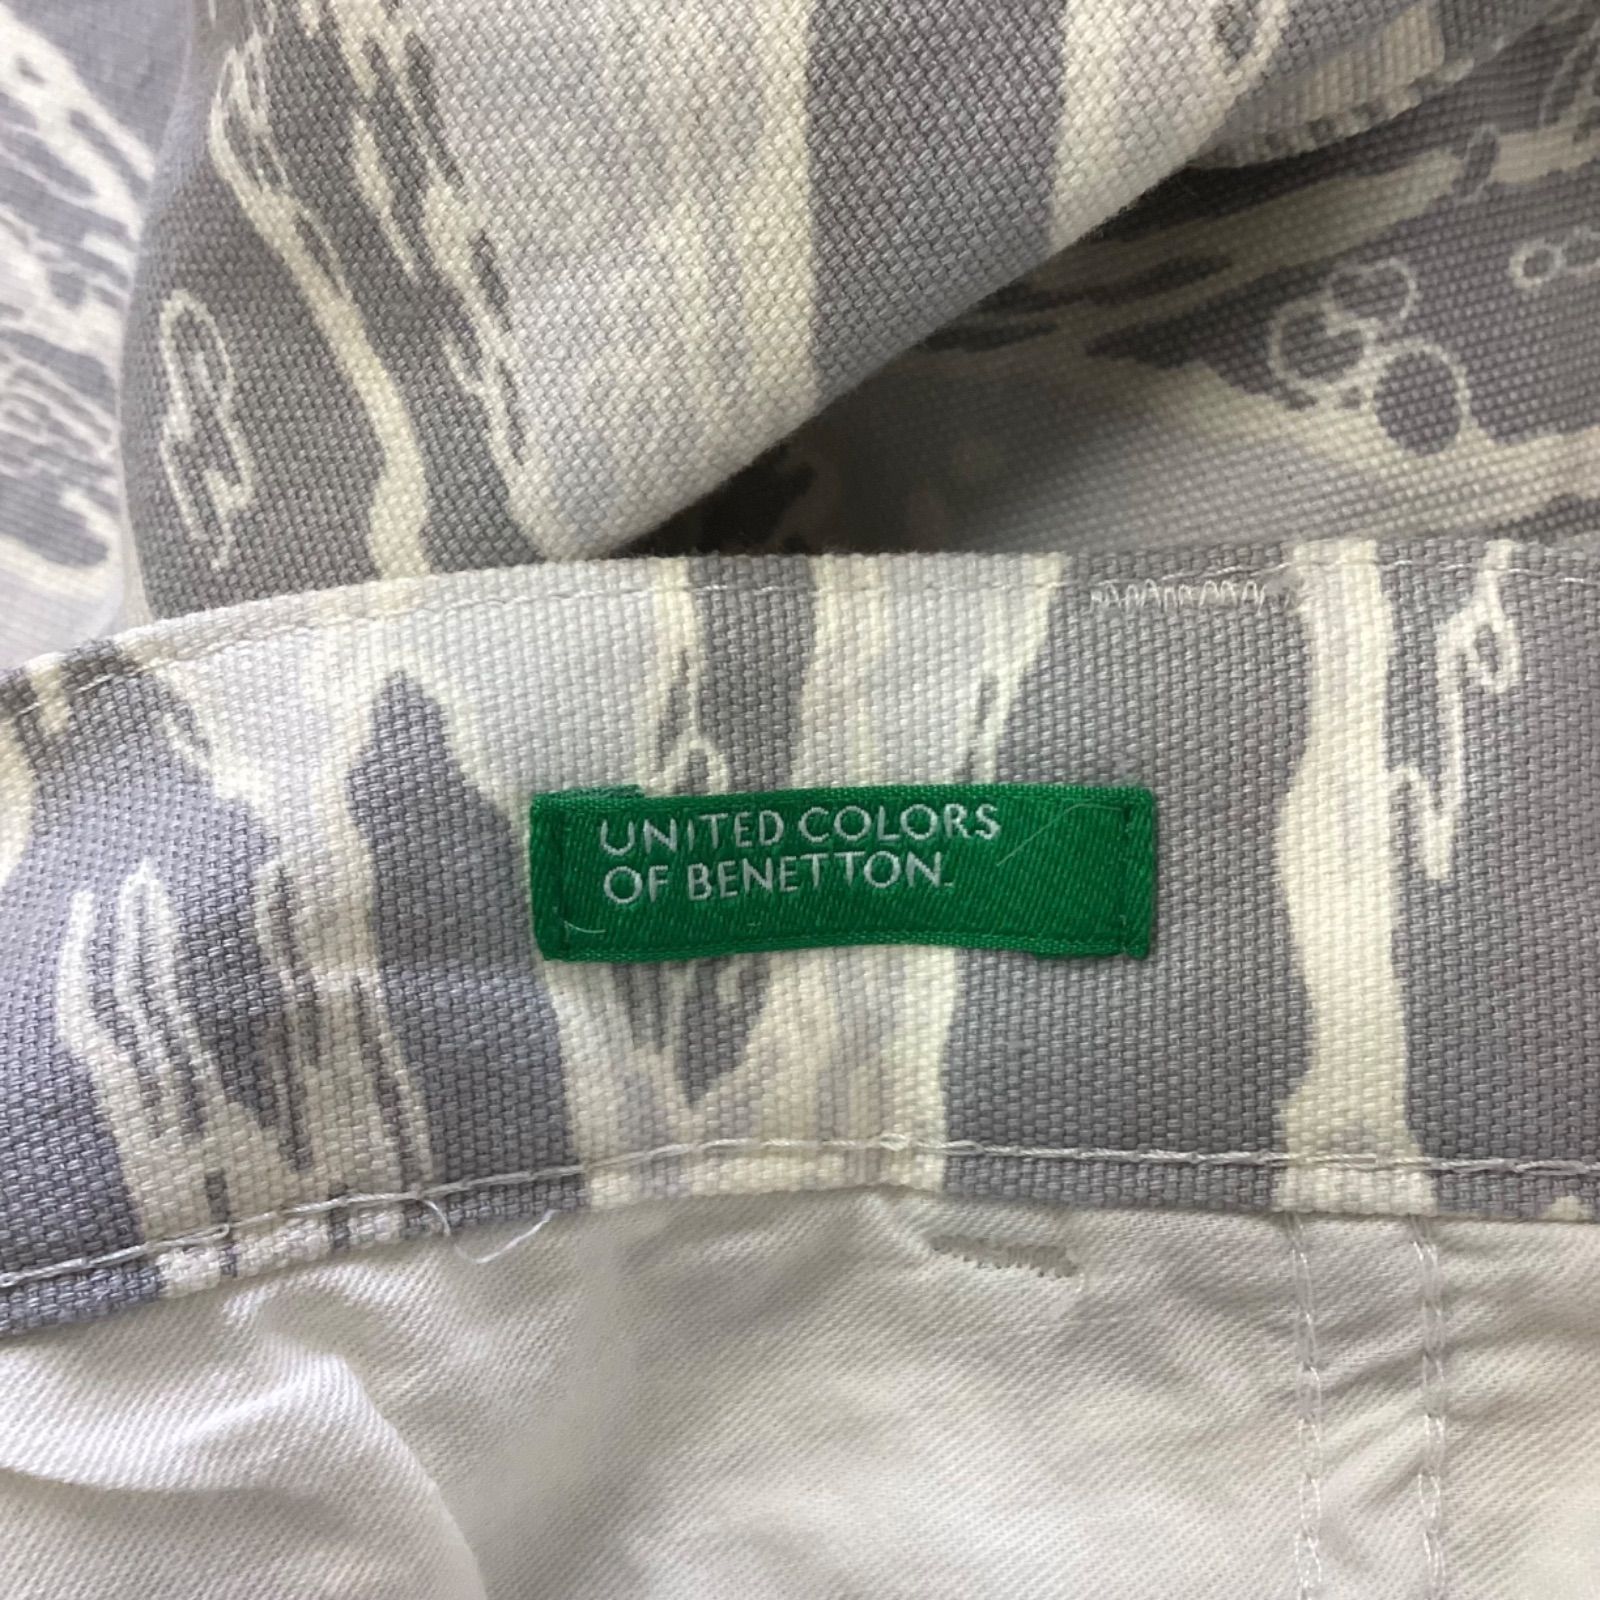 UNITED COLORS
OF BENETTON.